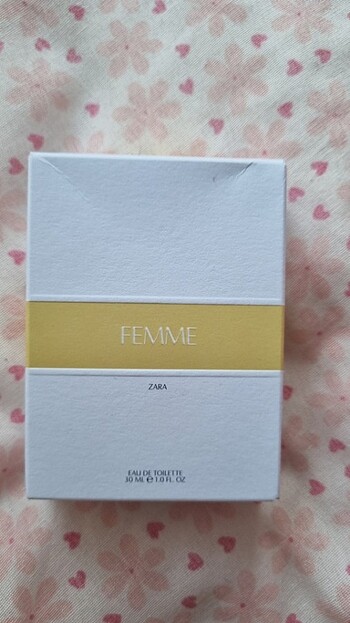 FEMME
ZARA
EAU DE TOILETTE
30 ML ℮ 1.0 FL. OZ